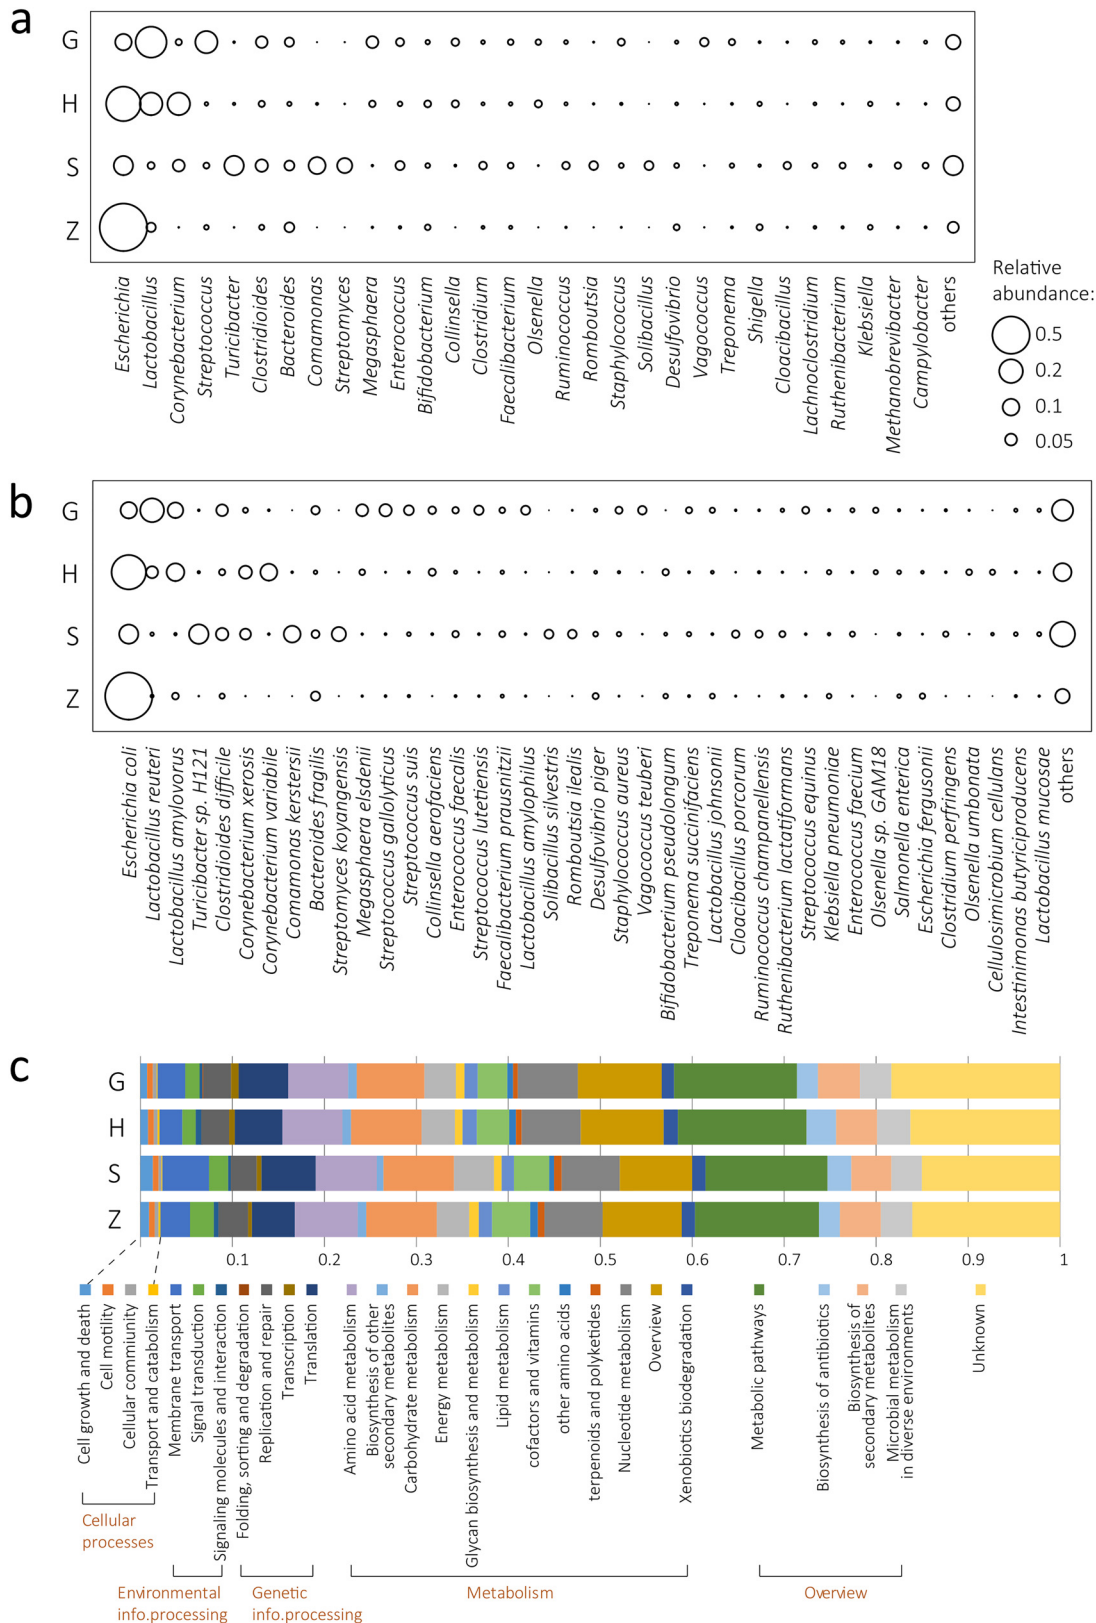 a
G
H
S
Z
Escherichia
Lactobacillus
Corynebacterium
Streptococcus
Turicibacter
Clostridioides
Bacteroides
Comamonas
Streptomyces
Megasphaera
Enterococcus
Bifidobacterium
Collinsella
Clostridium
Faecalibacterium
Olsenella
Ruminococcus
Romboutsia
Staphylococcus
Solibacillus
Desulfovibrio
Vagococcus
Treponema
Shigella
Cloacibacillus
Lachnoclostridium
Ruthenibacterium
Klebsiella
Methanobrevibacter
Campylobacter
others
Relative
abundance:
0.5
0.2
0.1
0.05
b
G
H
S
Z
Escherichia coli
Lactobacillus reuteri
Lactobacillus amylovorus
Turicibacter sp. H121
Clostridioides difficile
Corynebacterium xerosis
Corynebacterium variabile
Comamonas kerstersii
Bacteroides fragilis
Streptomyces koyangensis
Megasphaera elsdenii
Streptococcus gallolyticus
Streptococcus suis
Collinsella aerofaciens
Enterococcus faecalis
Streptococcus lutetiensis
Faecalibacterium prausnitzii
Lactobacillus amylophilus
Solibacillus silvestris
Romboutsia ilealis
Desulfovibrio piger
Staphylococcus aureus
Vagococcus teuberi
Bifidobacterium pseudolongum
Treponema succinifaciens
Lactobacillus johnsonii
Cloacibacillus porcorum
Ruminococcus champanellensis
Ruthenibacterium lactatiformans
Streptococcus equinus
Klebsiella pneumoniae
Enterococcus faecium
Olsenella sp. GAM18
Salmonella enterica
Escherichia fergusonii
Clostridium perfringens
Olsenella umbonata
Cellulosimicrobium cellulans
Intestinimonas butyriciproducens
Lactobacillus mucosae
others
c
G
H
S
Z
0.1
0.2
0.3
0.4
0.5
0.6
0.7
0.8
0.9
1
Cell growth and death
Cell motility
Cellular community
Transport and catabolism
Membrane transport
Signal transduction
Signaling molecules and interaction
Folding, sorting and degradation
Replication and repair
Transcription
Translation
Amino acid metabolism
Biosynthesis of other
secondary metabolites
Carbohydrate metabolism
Energy metabolism
Glycan biosynthesis and metabolism
Lipid metabolism
cofactors and vitamins
other amino acids
terpenoids and polyketides
Nucleotide metabolism
Overview
Xenobiotics biodegradation
Metabolic pathways
Biosynthesis of antibiotics
Biosynthesis of
secondary metabolites
Microbial metabolism
in diverse environments
Unknown
Cellular
processes
Environmental
info.processing
Genetic
info.processing
Metabolism
Overview